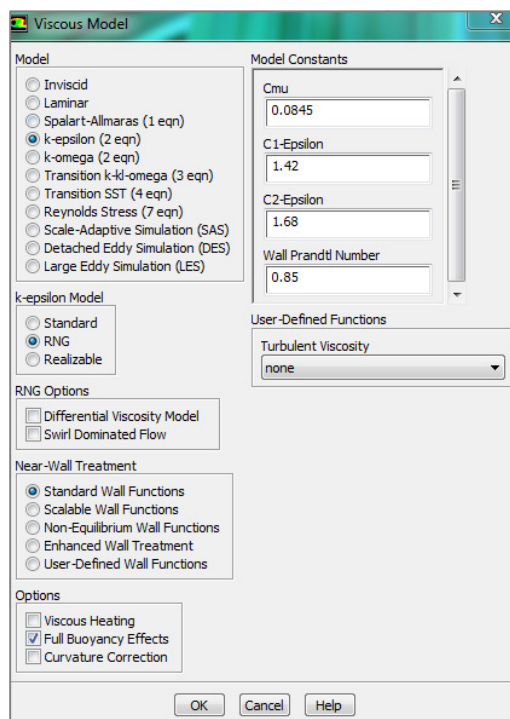 Viscous Model
X
Model
Inviscid
Laminar
Spalart-Allmaras (1 eqn)
k-epsilon (2 eqn)
k-omega (2 eqn)
Transition k-kl-omega (3 eqn)
Transition SST (4 eqn)
Reynolds Stress (7 eqn)
Scale-Adaptive Simulation (SAS)
Detached Eddy Simulation (DES)
Large Eddy Simulation (LES)
k-epsilon Model
Standard
RNG
Realizable
RNG Options
Differential Viscosity Model
Swirl Dominated Flow
Near-Wall Treatment
Standard Wall Functions
Scalable Wall Functions
Non-Equilibrium Wall Functions
Enhanced Wall Treatment
User-Defined Wall Functions
Options
Viscous Heating
Full Buoyancy Effects
Curvature Correction
Model Constants
Cmu
0.0845
C1-Epsilon
1.42
C2-Epsilon
1.68
Wall Prandtl Number
0.85
User-Defined Functions
Turbulent Viscosity
none
OK Cancel Help